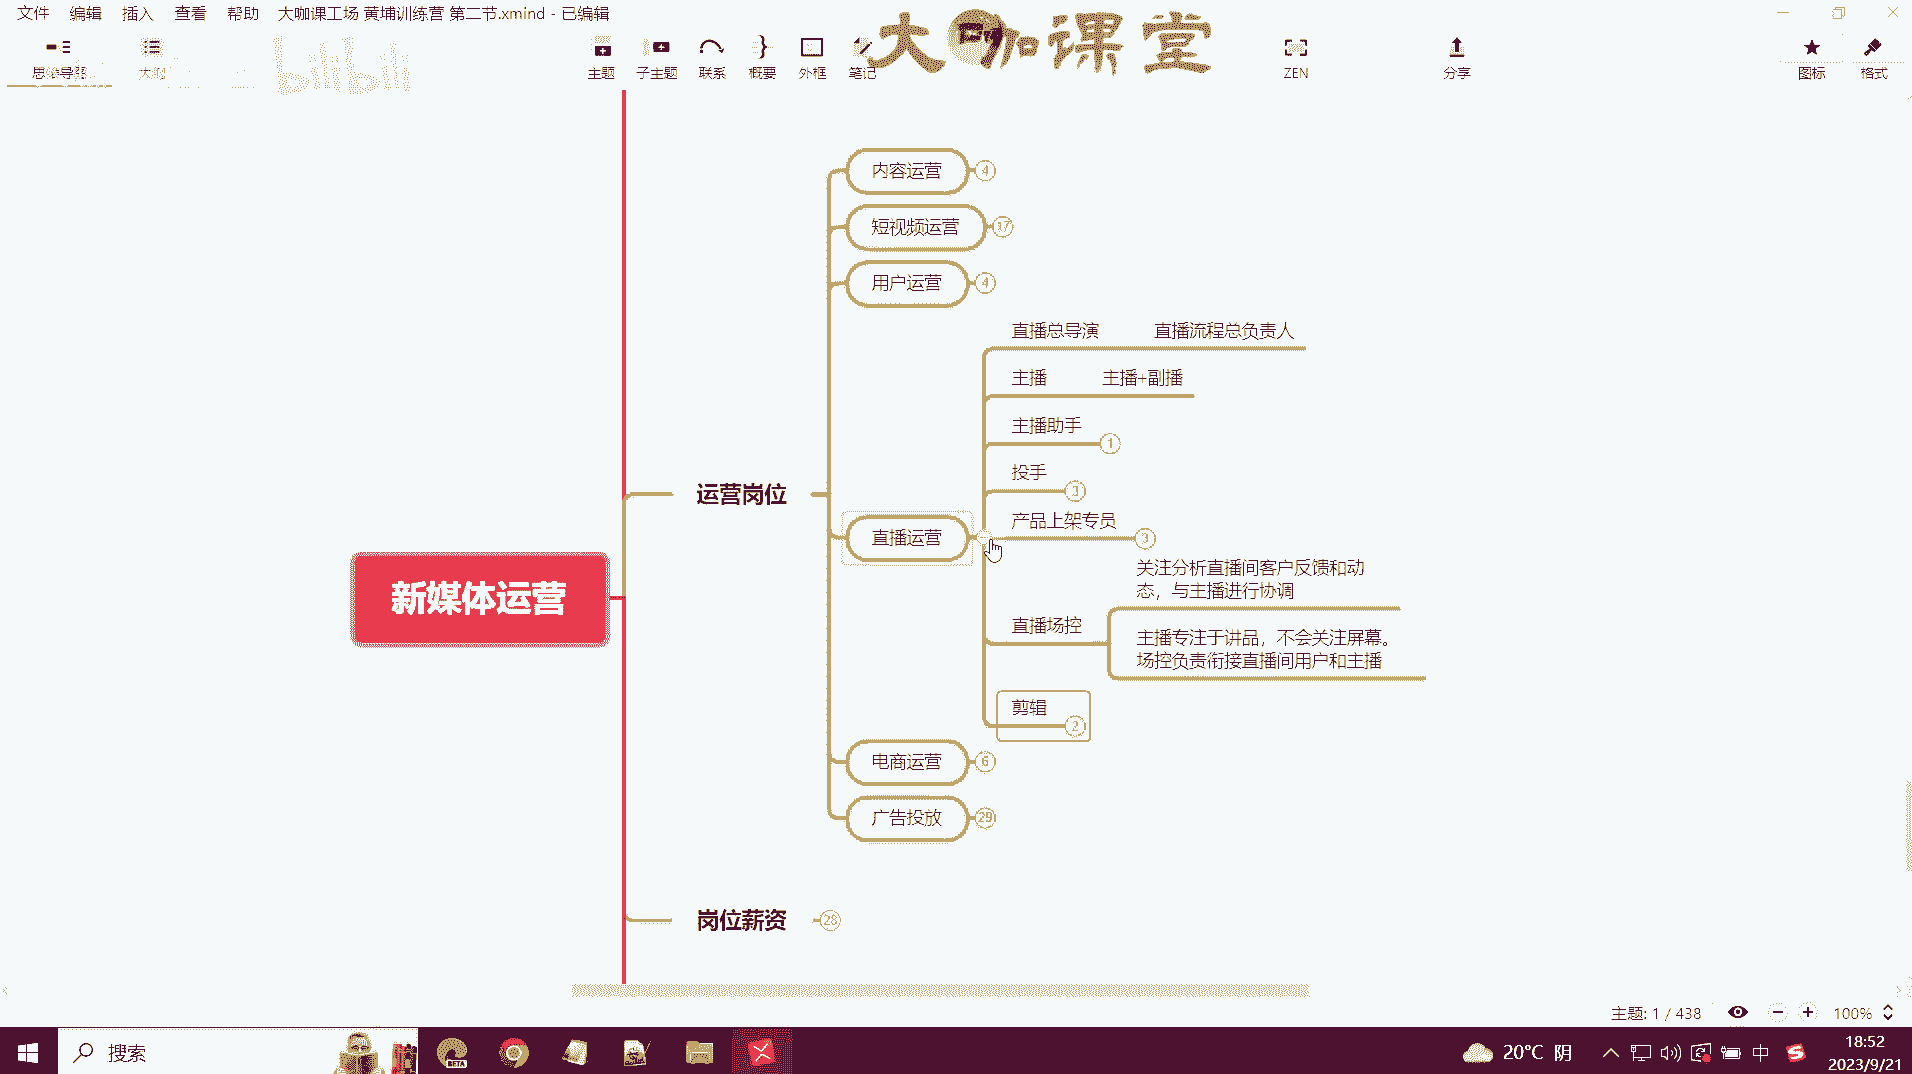 文件 编辑 插入 查看 帮助 大咖课工场 黄埔训练营 第二节.xmind - 已编辑
思维导图 大纲 bilibili 主题 子主题 联系 概要 外框 笔记 大咖课堂 ZEN 分享 图标 格式
内容运营 4
短视频运营 17
用户运营 4
直播总导演 直播流程总负责人
主播 主播+副播
主播助手 1
投手 3
运营岗位
产品上架专员 3
直播运营
关注分析直播间客户反馈和动
态，与主播进行协调
新媒体运营
直播场控
主播专注于讲品，不会关注屏幕。
场控负责衔接直播间用户和主播
剪辑 2
电商运营 6
广告投放 29
岗位薪资 28
主题: 1 / 438 100%
搜索 BETA 20°C 阴 中 18:52
2023/9/21